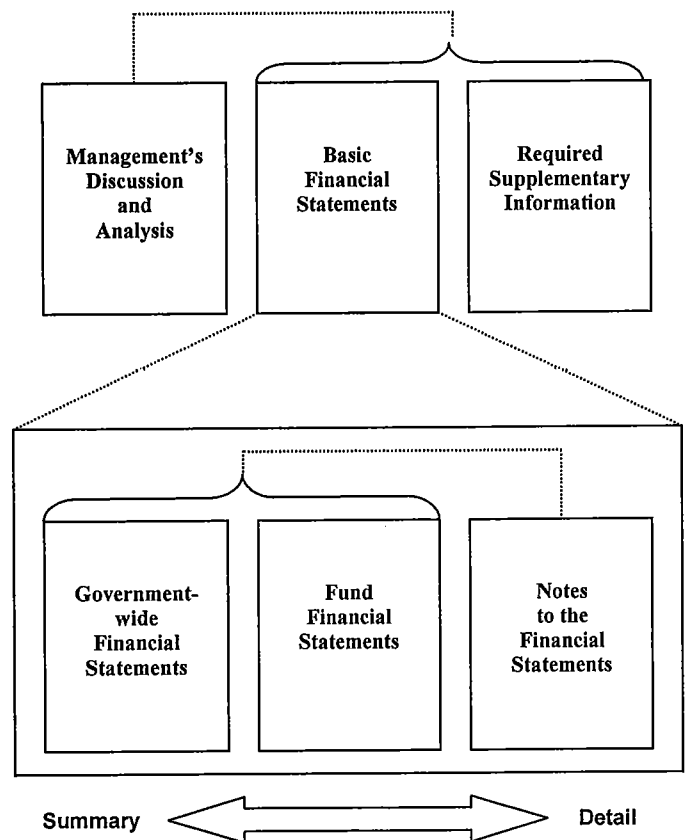 Management's
Discussion
and
Analysis
Basic
Financial
Statements
Required
Supplementary
Information
Government-
wide
Financial
Statements
Fund
Financial
Statements
Notes
to the
Financial
Statements
Summary
Detail